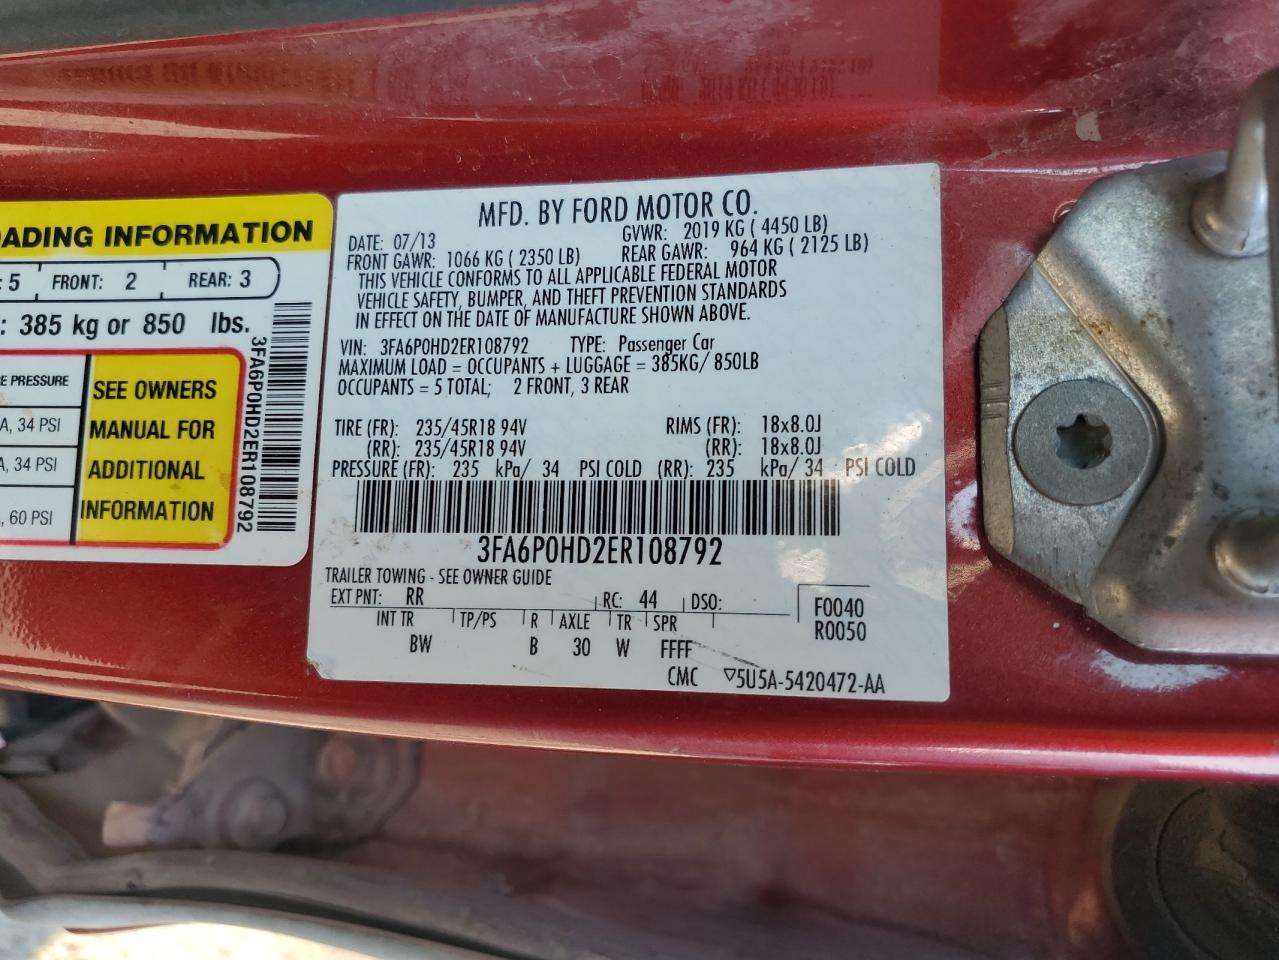 OADING INFORMATION
: 5 FRONT: 2 REAR: 3
: 385 kg or 850 lbs.
E PRESSURE
A, 34 PSI
A, 34 PSI
, 60 PSI
SEE OWNERS
MANUAL FOR
ADDITIONAL
INFORMATION
3FA6P0HD2ER108792
MFD. BY FORD MOTOR CO.
DATE: 07/13 GVWR: 2019 KG ( 4450 LB)
FRONT GAWR: 1066 KG ( 2350 LB) REAR GAWR: 964 KG ( 2125 LB)
THIS VEHICLE CONFORMS TO ALL APPLICABLE FEDERAL MOTOR
VEHICLE SAFETY, BUMPER, AND THEFT PREVENTION STANDARDS
IN EFFECT ON THE DATE OF MANUFACTURE SHOWN ABOVE.
VIN: 3FA6P0HD2ER108792 TYPE: Passenger Car
MAXIMUM LOAD = OCCUPANTS + LUGGAGE = 385KG/ 850LB
OCCUPANTS = 5 TOTAL; 2 FRONT, 3 REAR
TIRE (FR): 235/45R18 94V RIMS (FR): 18x8.0J
(RR): 235/45R18 94V (RR): 18x8.0J
PRESSURE (FR): 235 kPa/ 34 PSI COLD (RR): 235 kPa/ 34 PSI COLD
3FA6P0HD2ER108792
TRAILER TOWING - SEE OWNER GUIDE
EXT PNT: RR RC: 44 DSO: F0040
INT TR TP/PS R AXLE TR SPR R0050
BW B 30 W FFFF
CMC ▽5U5A-5420472-AA